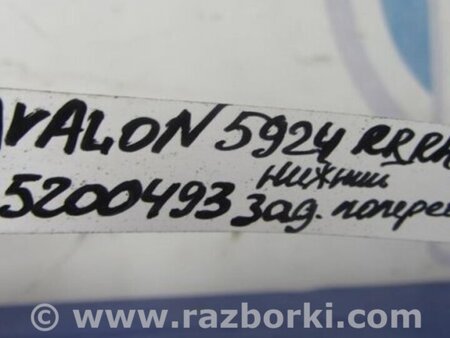 AVALON 5924 RRRH
нижний
5200493 Зад. попереч
© www.razborki.com